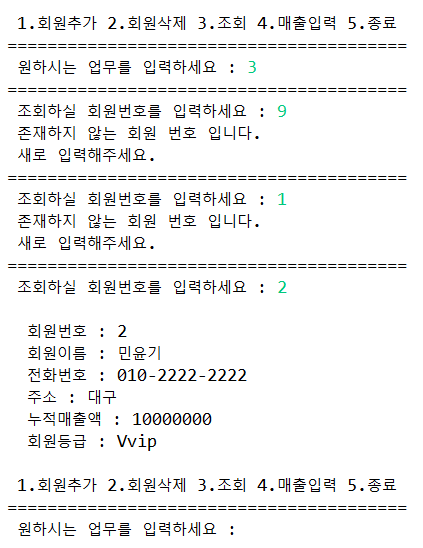 1.회원추가 2.회원삭제 3.조회 4.매출입력 5.종료
========================================
원하시는 업무를 입력하세요 : 3
========================================
조회하실 회원번호를 입력하세요 : 9
존재하지 않는 회원 번호 입니다.
새로 입력해주세요.
========================================
조회하실 회원번호를 입력하세요 : 1
존재하지 않는 회원 번호 입니다.
새로 입력해주세요.
========================================
조회하실 회원번호를 입력하세요 : 2
회원번호 : 2
회원이름 : 민윤기
전화번호 : 010-2222-2222
주소 : 대구
누적매출액 : 10000000
회원등급 : Vvip
1.회원추가 2.회원삭제 3.조회 4.매출입력 5.종료
========================================
원하시는 업무를 입력하세요 :